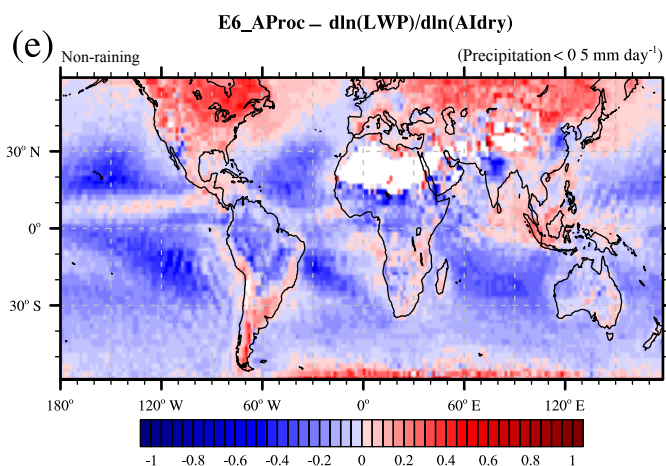 E6_AProc – dln(LWP)/dln(AIdry)
(e) Non-raining (Precipitation < 0 5 mm day-1)
30° N
0°
30° S
180° 120° W 60° W 0° 60° E 120° E
-1 -0.8 -0.6 -0.4 -0.2 0 0.2 0.4 0.6 0.8 1